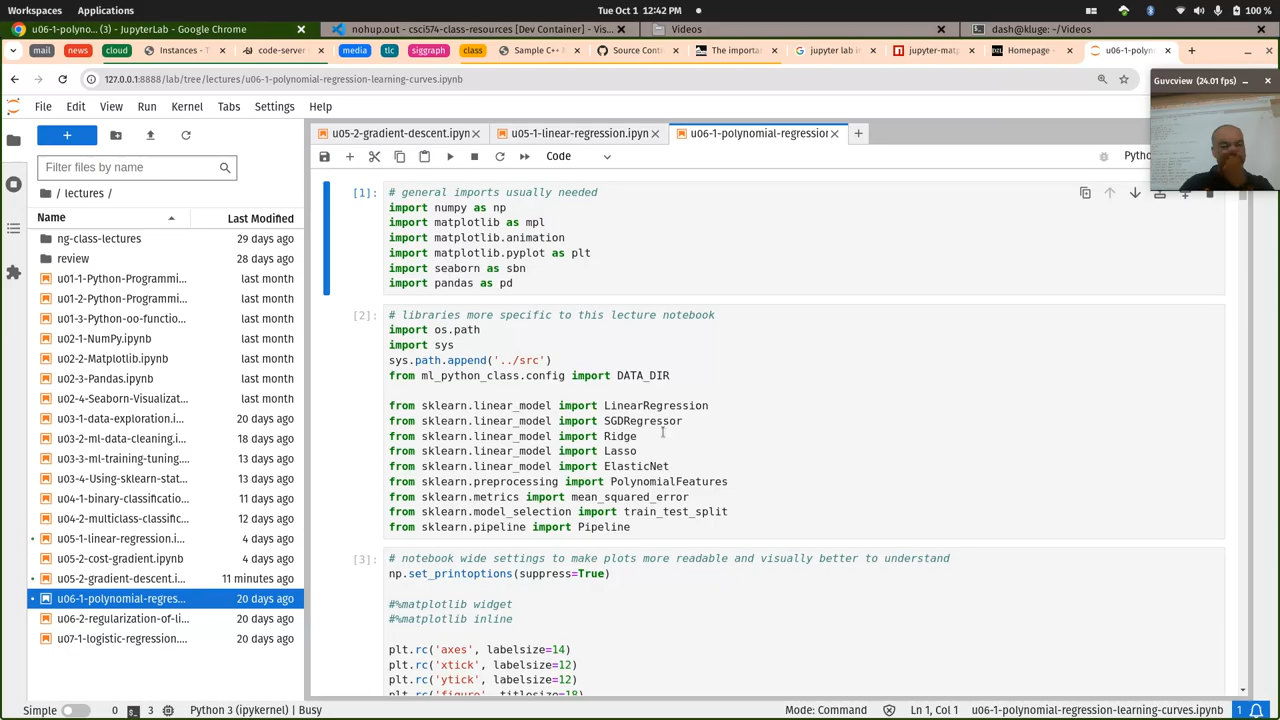 Workspaces Applications Tue Oct 1 12:42 PM 100 %
u06-1-polyno... (3) - JupyterLab - Google Chrome
nohup.out - csci574-class-resources [Dev Container] - Vis...
Videos
dash@kluge: ~/Videos
mail news cloud Instances - code-server media tlc siggraph class Sample C++ Source Cont The importa jupyter lab i jupyter-mat Homepage - u06-1-poly
127.0.0.1:8888/lab/tree/lectures/u06-1-polynomial-regression-learning-curves.ipynb
Guvcview (24.01 fps)
File Edit View Run Kernel Tabs Settings Help
u05-2-gradient-descent.ipyn
u05-1-linear-regression.ipyn
u06-1-polynomial-regression
Code
Pytho
Filter files by name
/ lectures /
Name Last Modified
ng-class-lectures 29 days ago
review 28 days ago
u01-1-Python-Programmi... last month
u01-2-Python-Programmi... last month
u01-3-Python-oo-functio... last month
u02-1-NumPy.ipynb last month
u02-2-Matplotlib.ipynb last month
u02-3-Pandas.ipynb last month
u02-4-Seaborn-Visualizat... last month
u03-1-data-exploration.i... 20 days ago
u03-2-ml-data-cleaning.i... 18 days ago
u03-3-ml-training-tuning.... 13 days ago
u03-4-Using-sklearn-stat... 13 days ago
u04-1-binary-classificatio... 11 days ago
u04-2-multiclass-classific... 12 days ago
u05-1-linear-regression.i... 4 days ago
u05-2-cost-gradient.ipynb 4 days ago
u05-2-gradient-descent.i... 11 minutes ago
u06-1-polynomial-regres... 20 days ago
u06-2-regularization-of-li... 20 days ago
u07-1-logistic-regression.... 20 days ago
[1]: # general imports usually needed
import numpy as np
import matplotlib as mpl
import matplotlib.animation
import matplotlib.pyplot as plt
import seaborn as sbn
import pandas as pd
[2]: # libraries more specific to this lecture notebook
import os.path
import sys
sys.path.append('../src')
from ml_python_class.config import DATA_DIR
from sklearn.linear_model import LinearRegression
from sklearn.linear_model import SGDRegressor
from sklearn.linear_model import Ridge
from sklearn.linear_model import Lasso
from sklearn.linear_model import ElasticNet
from sklearn.preprocessing import PolynomialFeatures
from sklearn.metrics import mean_squared_error
from sklearn.model_selection import train_test_split
from sklearn.pipeline import Pipeline
[3]: # notebook wide settings to make plots more readable and visually better to understand
np.set_printoptions(suppress=True)
#%matplotlib widget
#%matplotlib inline
plt.rc('axes', labelsize=14)
plt.rc('xtick', labelsize=12)
plt.rc('ytick', labelsize=12)
plt.rc('figure', titlesize=18)
Simple 0 3 Python 3 (ipykernel) | Busy Mode: Command Ln 1, Col 1 u06-1-polynomial-regression-learning-curves.ipynb 1